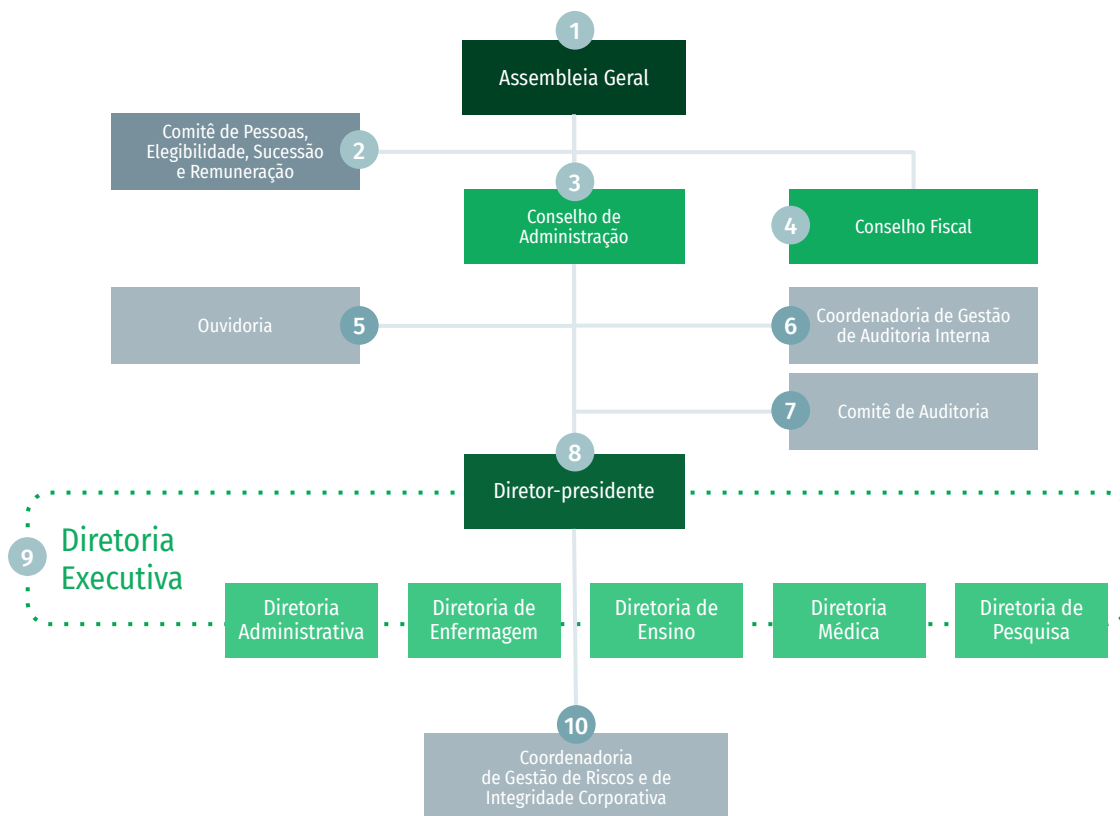 1
Assembleia Geral
Comitê de Pessoas,
Elegibilidade, Sucessão
e Remuneração
2
3
Conselho de
Administração
4
Conselho Fiscal
Ouvidoria
5
6
Coordenadoria de Gestão
de Auditoria Interna
7
Comitê de Auditoria
8
Diretor-presidente
9
Diretoria
Executiva
Diretoria
Administrativa
Diretoria de
Enfermagem
Diretoria de
Ensino
Diretoria
Médica
Diretoria de
Pesquisa
10
Coordenadoria
de Gestão de Riscos e de
Integridade Corporativa